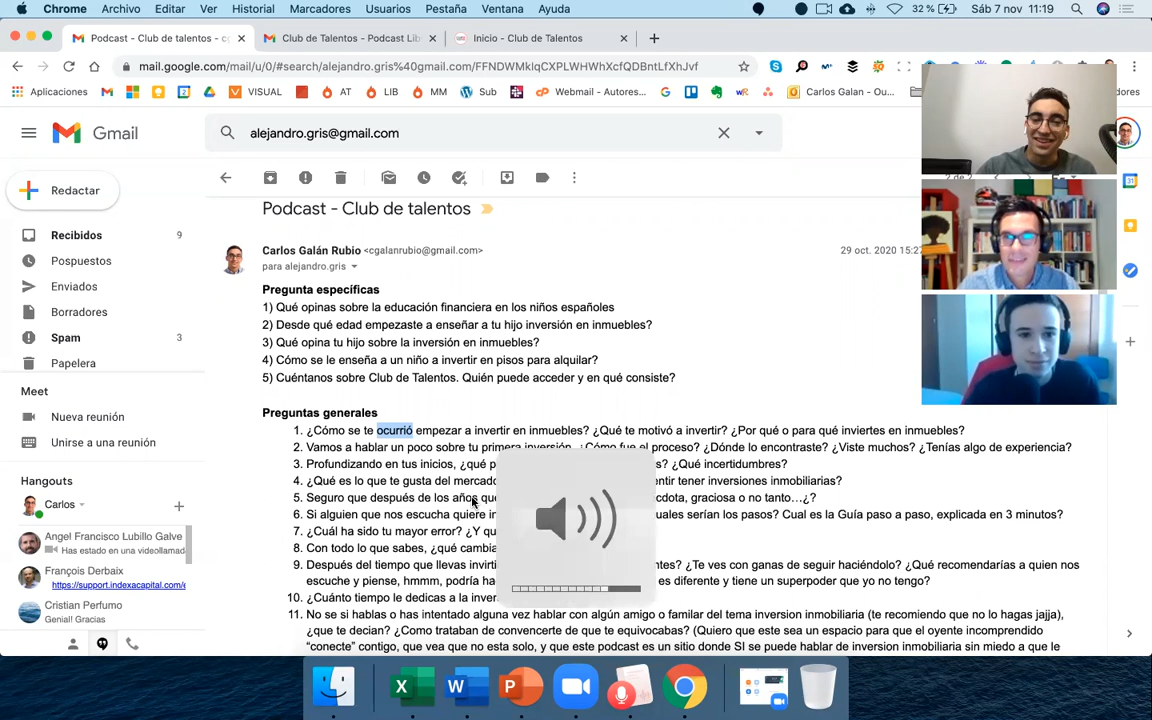 Chrome Archivo Editar Ver Historial Marcadores Usuarios Pestaña Ventana Ayuda 32 % Sáb 7 nov 11:19
Podcast - Club de talentos - c Club de Talentos - Podcast Lib Inicio - Club de Talentos
mail.google.com/mail/u/0/#search/alejandro.gris%40gmail.com/FFNDWMklqCXPLWHWhXcfQDBntLfXhJvf
Aplicaciones VISUAL AT LIB MM Sub Webmail - Autores... Carlos Galan - Ou...
Gmail
alejandro.gris@gmail.com
Redactar
Recibidos 9
Pospuestos
Enviados
Borradores
Spam 3
Papelera
Meet
Nueva reunión
Unirse a una reunión
Hangouts
Carlos
Angel Francisco Lubillo Galve
Has estado en una videollamad
François Derbaix
https://support.indexacapital.com/e
Cristian Perfumo
Genial! Gracias
Podcast - Club de talentos
Carlos Galán Rubio <cgalanrubio@gmail.com> 29 oct. 2020 15:27
para alejandro.gris
Pregunta específicas
1) Qué opinas sobre la educación financiera en los niños españoles
2) Desde qué edad empezaste a enseñar a tu hijo inversión en inmuebles?
3) Qué opina tu hijo sobre la inversión en inmuebles?
4) Cómo se le enseña a un niño a invertir en pisos para alquilar?
5) Cuéntanos sobre Club de Talentos. Quién puede acceder y en qué consiste?
Preguntas generales
1. ¿Cómo se te ocurrió empezar a invertir en inmuebles? ¿Qué te motivó a invertir? ¿Por qué o para qué inviertes en inmuebles?
2. Vamos a hablar un poco sobre tu primera inversión. ¿Cómo fue el proceso? ¿Dónde lo encontraste? ¿Viste muchos? ¿Tenías algo de experiencia?
3. Profundizando en tus inicios, ¿qué p s? ¿Qué incertidumbres?
4. ¿Qué es lo que te gusta del mercado entir tener inversiones inmobiliarias?
5. Seguro que después de los años que cdota, graciosa o no tanto…¿?
6. Si alguien que nos escucha quiere in uales serían los pasos? Cual es la Guía paso a paso, explicada en 3 minutos?
7. ¿Cuál ha sido tu mayor error? ¿Y qu
8. Con todo lo que sabes, ¿qué cambia
9. Después del tiempo que llevas inverti ntes? ¿Te ves con ganas de seguir haciéndolo? ¿Qué recomendarías a quien nos
escuche y piense, hmmm, podría ha es diferente y tiene un superpoder que yo no tengo?
10. ¿Cuánto tiempo le dedicas a la inver
11. No se si hablas o has intentado alguna vez hablar con algún amigo o familar del tema inversion inmobiliaria (te recomiendo que no lo hagas jajja),
¿que te decian? ¿Como trataban de convencerte de que te equivocabas? (Quiero que este sea un espacio para que el oyente incomprendido
“conecte” contigo, que vea que no esta solo, y que este podcast es un sitio donde SI se puede hablar de inversion inmobiliaria sin miedo a que le